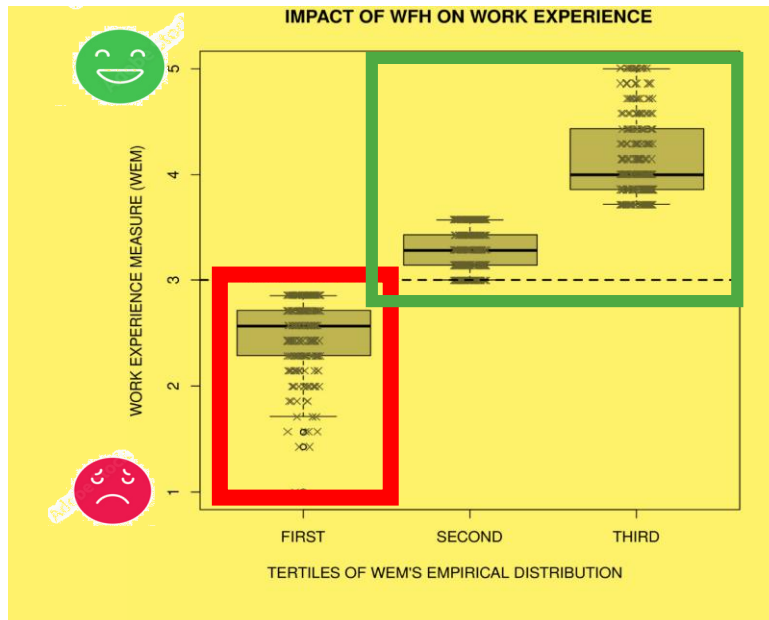 IMPACT OF WFH ON WORK EXPERIENCE
WORK EXPERIENCE MEASURE (WEM)
5
4
3
2
1
FIRST SECOND THIRD
TERTILES OF WEM'S EMPIRICAL DISTRIBUTION